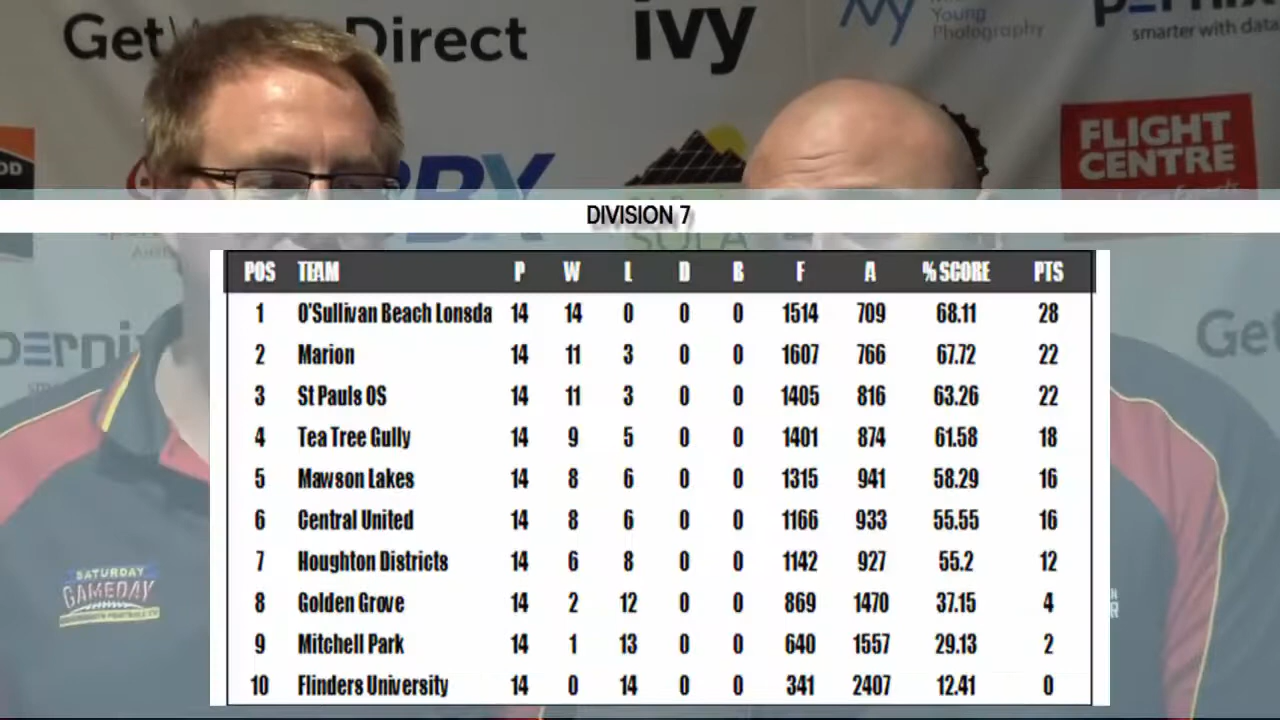 Direct
ivy
Young
Photography
smarter with data
FLIGHT
CENTRE
DIVISION 7
POS TEAM P W L D B F A % SCORE PTS
1 O'Sullivan Beach Lonsda 14 14 0 0 0 1514 709 68.11 28
2 Marion 14 11 3 0 0 1607 766 67.72 22
3 St Pauls OS 14 11 3 0 0 1405 816 63.26 22
4 Tea Tree Gully 14 9 5 0 0 1401 874 61.58 18
5 Mawson Lakes 14 8 6 0 0 1315 941 58.29 16
6 Central United 14 8 6 0 0 1166 933 55.55 16
7 Houghton Districts 14 6 8 0 0 1142 927 55.2 12
8 Golden Grove 14 2 12 0 0 869 1470 37.15 4
9 Mitchell Park 14 1 13 0 0 640 1557 29.13 2
10 Flinders University 14 0 14 0 0 341 2407 12.41 0
SATURDAY
GAMEDAY